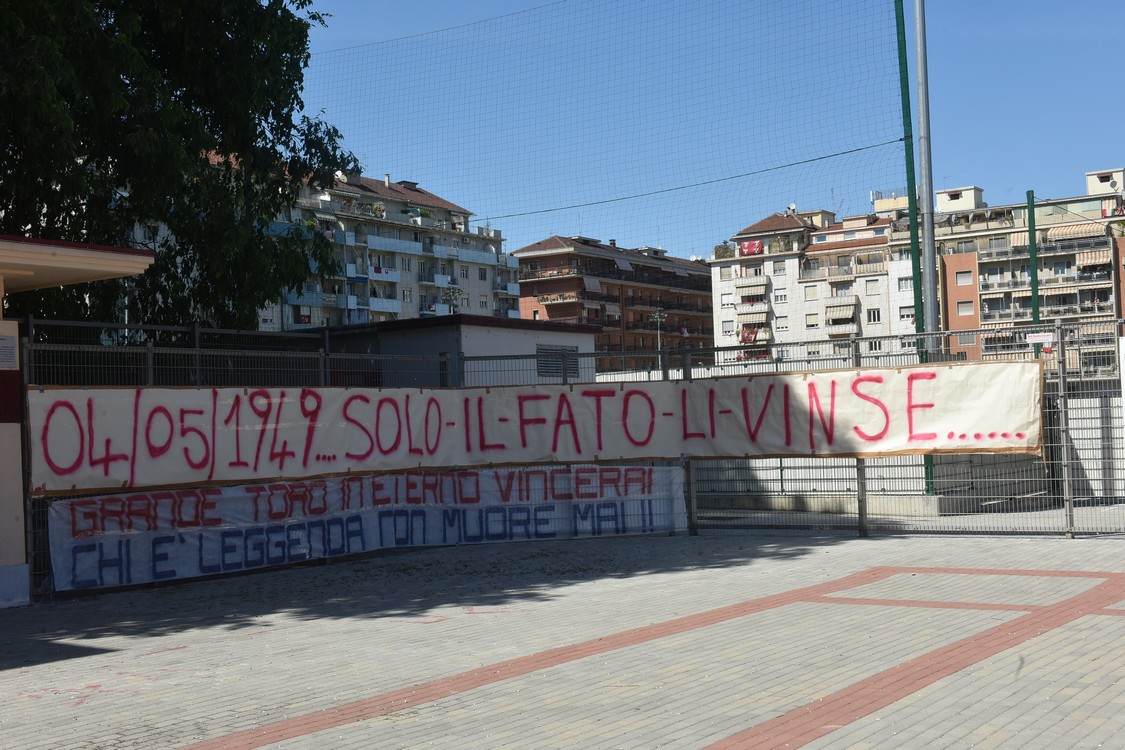 04/05/1949....SOLO-IL-FATO-LI-VINSE......
GRANDE TORO IN ETERNO VINCERAI
CHI E' LEGGENDA NON MUORE MAI!!